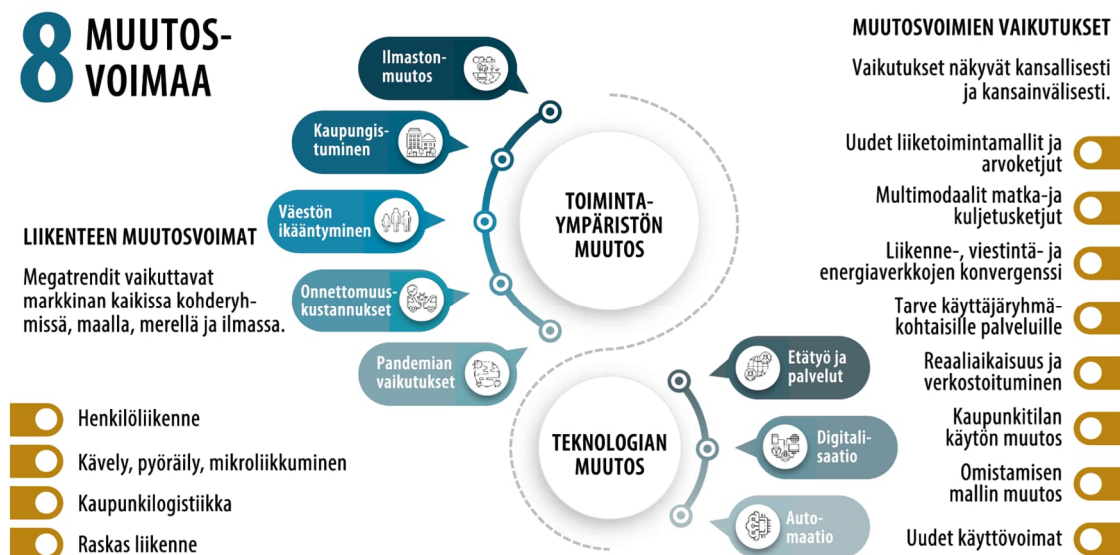 8 MUUTOS-
VOIMAA
LIIKENTEEN MUUTOSVOIMAT
Megatrendit vaikuttavat
markkinan kaikissa kohderyh-
missä, maalla, merellä ja ilmassa.
Henkilöliikenne
Kävely, pyöräily, mikroliikkuminen
Kaupunkilogistiikka
Raskas liikenne
Ilmaston-
muutos
Kaupungis-
tuminen
Väestön
ikääntyminen
Onnettomuus-
kustannukset
Pandemian
vaikutukset
TOIMINTA-
YMPÄRISTÖN
MUUTOS
TEKNOLOGIAN
MUUTOS
Etätyö ja
palvelut
Digitali-
saatio
Auto-
maatio
MUUTOSVOIMIEN VAIKUTUKSET
Vaikutukset näkyvät kansallisesti
ja kansainvälisesti.
Uudet liiketoimintamallit ja
arvoketjut
Multimodaalit matka-ja
kuljetusketjut
Liikenne-, viestintä- ja
energiaverkkojen konvergenssi
Tarve käyttäjäryhmä-
kohtaisille palveluille
Reaaliaikaisuus ja
verkostoituminen
Kaupunkitilan
käytön muutos
Omistamisen
mallin muutos
Uudet käyttövoimat